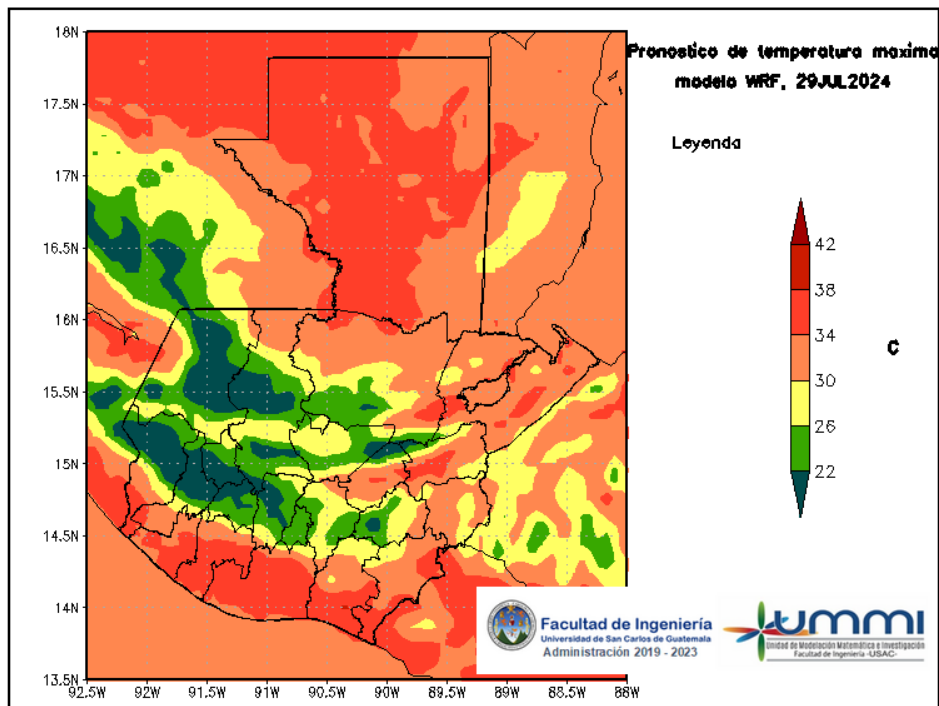 Pronostico de temperatura maxima
modelo WRF, 29JUL2024
Leyenda
42
38
34
30
26
22
C
18N
17.5N
17N
16.5N
16N
15.5N
15N
14.5N
14N
13.5N
92.5W 92W 91.5W 91W 90.5W 90W 89.5W 89W 88.5W 88W
Facultad de Ingeniería
Universidad de San Carlos de Guatemala
Administración 2019 - 2023
UMMI
Unidad de Modelación Matemática e Investigación
Facultad de Ingeniería -USAC-